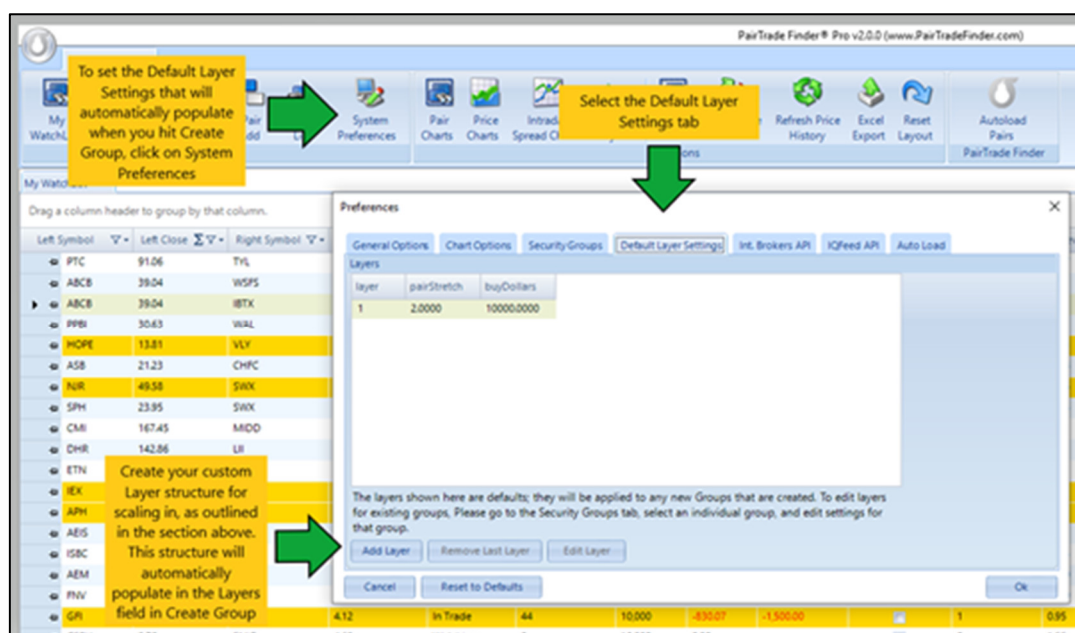 PairTrade Finder® Pro v2.0.0 (www.PairTradeFinder.com)
To set the Default Layer
Settings that will
automatically populate
when you hit Create
Group, click on System
Preferences
My
WatchL
Pair
Add
System
Preferences
Pair
Charts
Price
Charts
Intrada
Spread C
Select the Default Layer
Settings tab
Refresh Price
History
Excel
Export
Reset
Layout
Autoload
Pairs
ons
PairTrade Finder
My Wat
Drag a column header to group by that column.
Left Symbol Left Close Σ Right Symbol
PTC 91.06 TYL
ABCB 39.04 WSFS
ABCB 39.04 IBTX
PPBI 30.63 WAL
HOPE 13.81 VLY
ASB 21.23 CHFC
NJR 49.58 SWX
SPH 23.95 SWX
CMI 167.45 MIDD
DHR 142.86 LII
ETN
IEX
APH
AEIS
ISBC
AEM
FNV
GFI 4.12 In Trade 44 10,000 -830.07 -1,500.00 1 0.95
Preferences
General Options Chart Options Security Groups Default Layer Settings Int. Brokers API IQFeed API Auto Load
Layers
layer pairStretch buyDollars
1 2.0000 10000.0000
The layers shown here are defaults; they will be applied to any new Groups that are created. To edit layers
for existing groups, Please go to the Security Groups tab, select an individual group, and edit settings for
that group.
Add Layer Remove Last Layer Edit Layer
Cancel Reset to Defaults Ok
Create your custom
Layer structure for
scaling in, as outlined
in the section above.
This structure will
automatically
populate in the Layers
field in Create Group